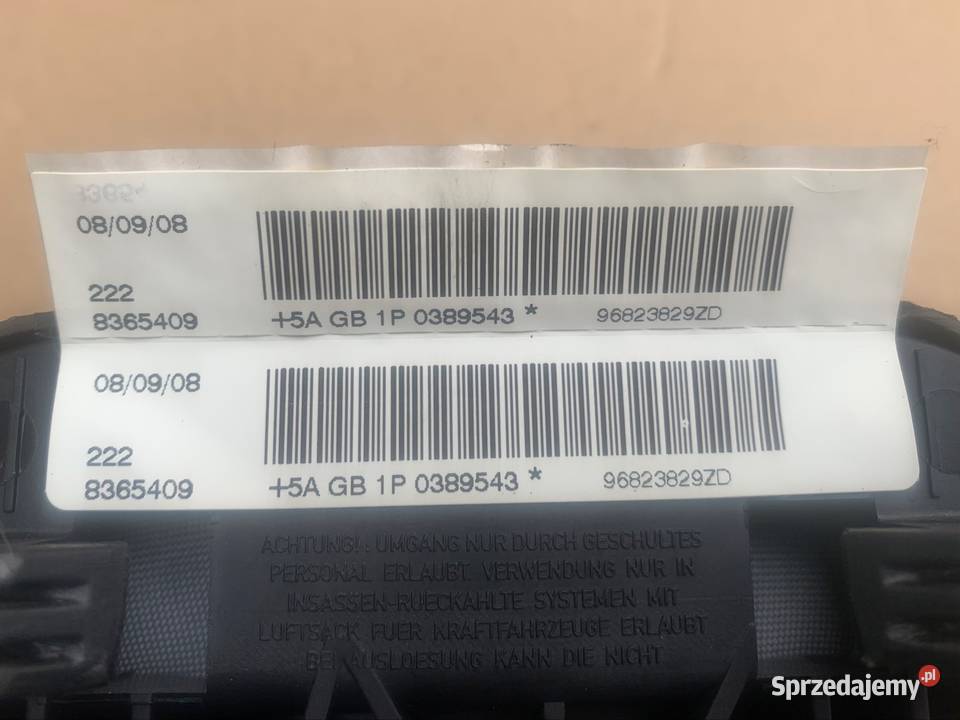 08/09/08
222
8365409 +5A GB 1P 0389543 * 96823829ZD
08/09/08
222
8365409 +5A GB 1P 0389543 * 96823829ZD
ACHTUNG!: UMGANG NUR DURCH GESCHULTES
PERSONAL ERLAUBT. VERWENDUNG NUR IN
INSASSEN-RUECKAHLTE SYSTEMEN MIT
LUFTSACK FUER KRAFTFAHRZEUGE ERLAUBT
BEI AUSLOESUNG KANN DIE NICHT
Sprzedajemy.pl